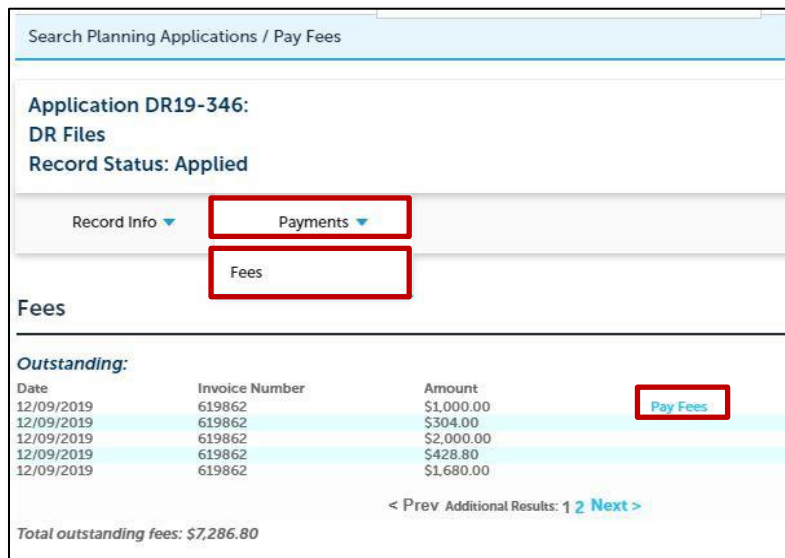 Search Planning Applications / Pay Fees
Application DR19-346:
DR Files
Record Status: Applied
Record Info Payments
Fees
Fees
Outstanding:
Date Invoice Number Amount
12/09/2019 619862 $1,000.00 Pay Fees
12/09/2019 619862 $304.00
12/09/2019 619862 $2,000.00
12/09/2019 619862 $428.80
12/09/2019 619862 $1,680.00
< Prev Additional Results: 1 2 Next >
Total outstanding fees: $7,286.80